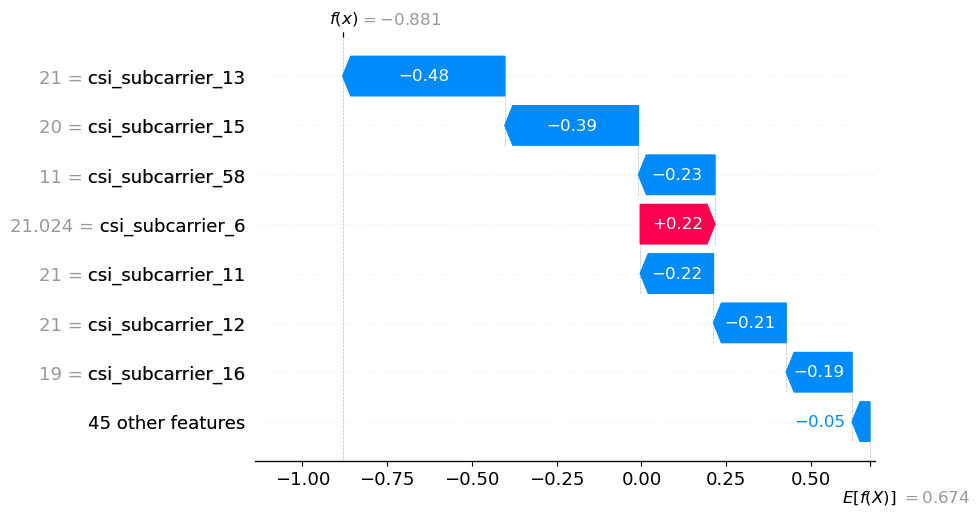 f(x) = −0.881
21 = csi_subcarrier_13 −0.48
20 = csi_subcarrier_15 −0.39
11 = csi_subcarrier_58 −0.23
21.024 = csi_subcarrier_6 +0.22
21 = csi_subcarrier_11 −0.22
21 = csi_subcarrier_12 −0.21
19 = csi_subcarrier_16 −0.19
45 other features −0.05
−1.00 −0.75 −0.50 −0.25 0.00 0.25 0.50
E[f(X)] = 0.674